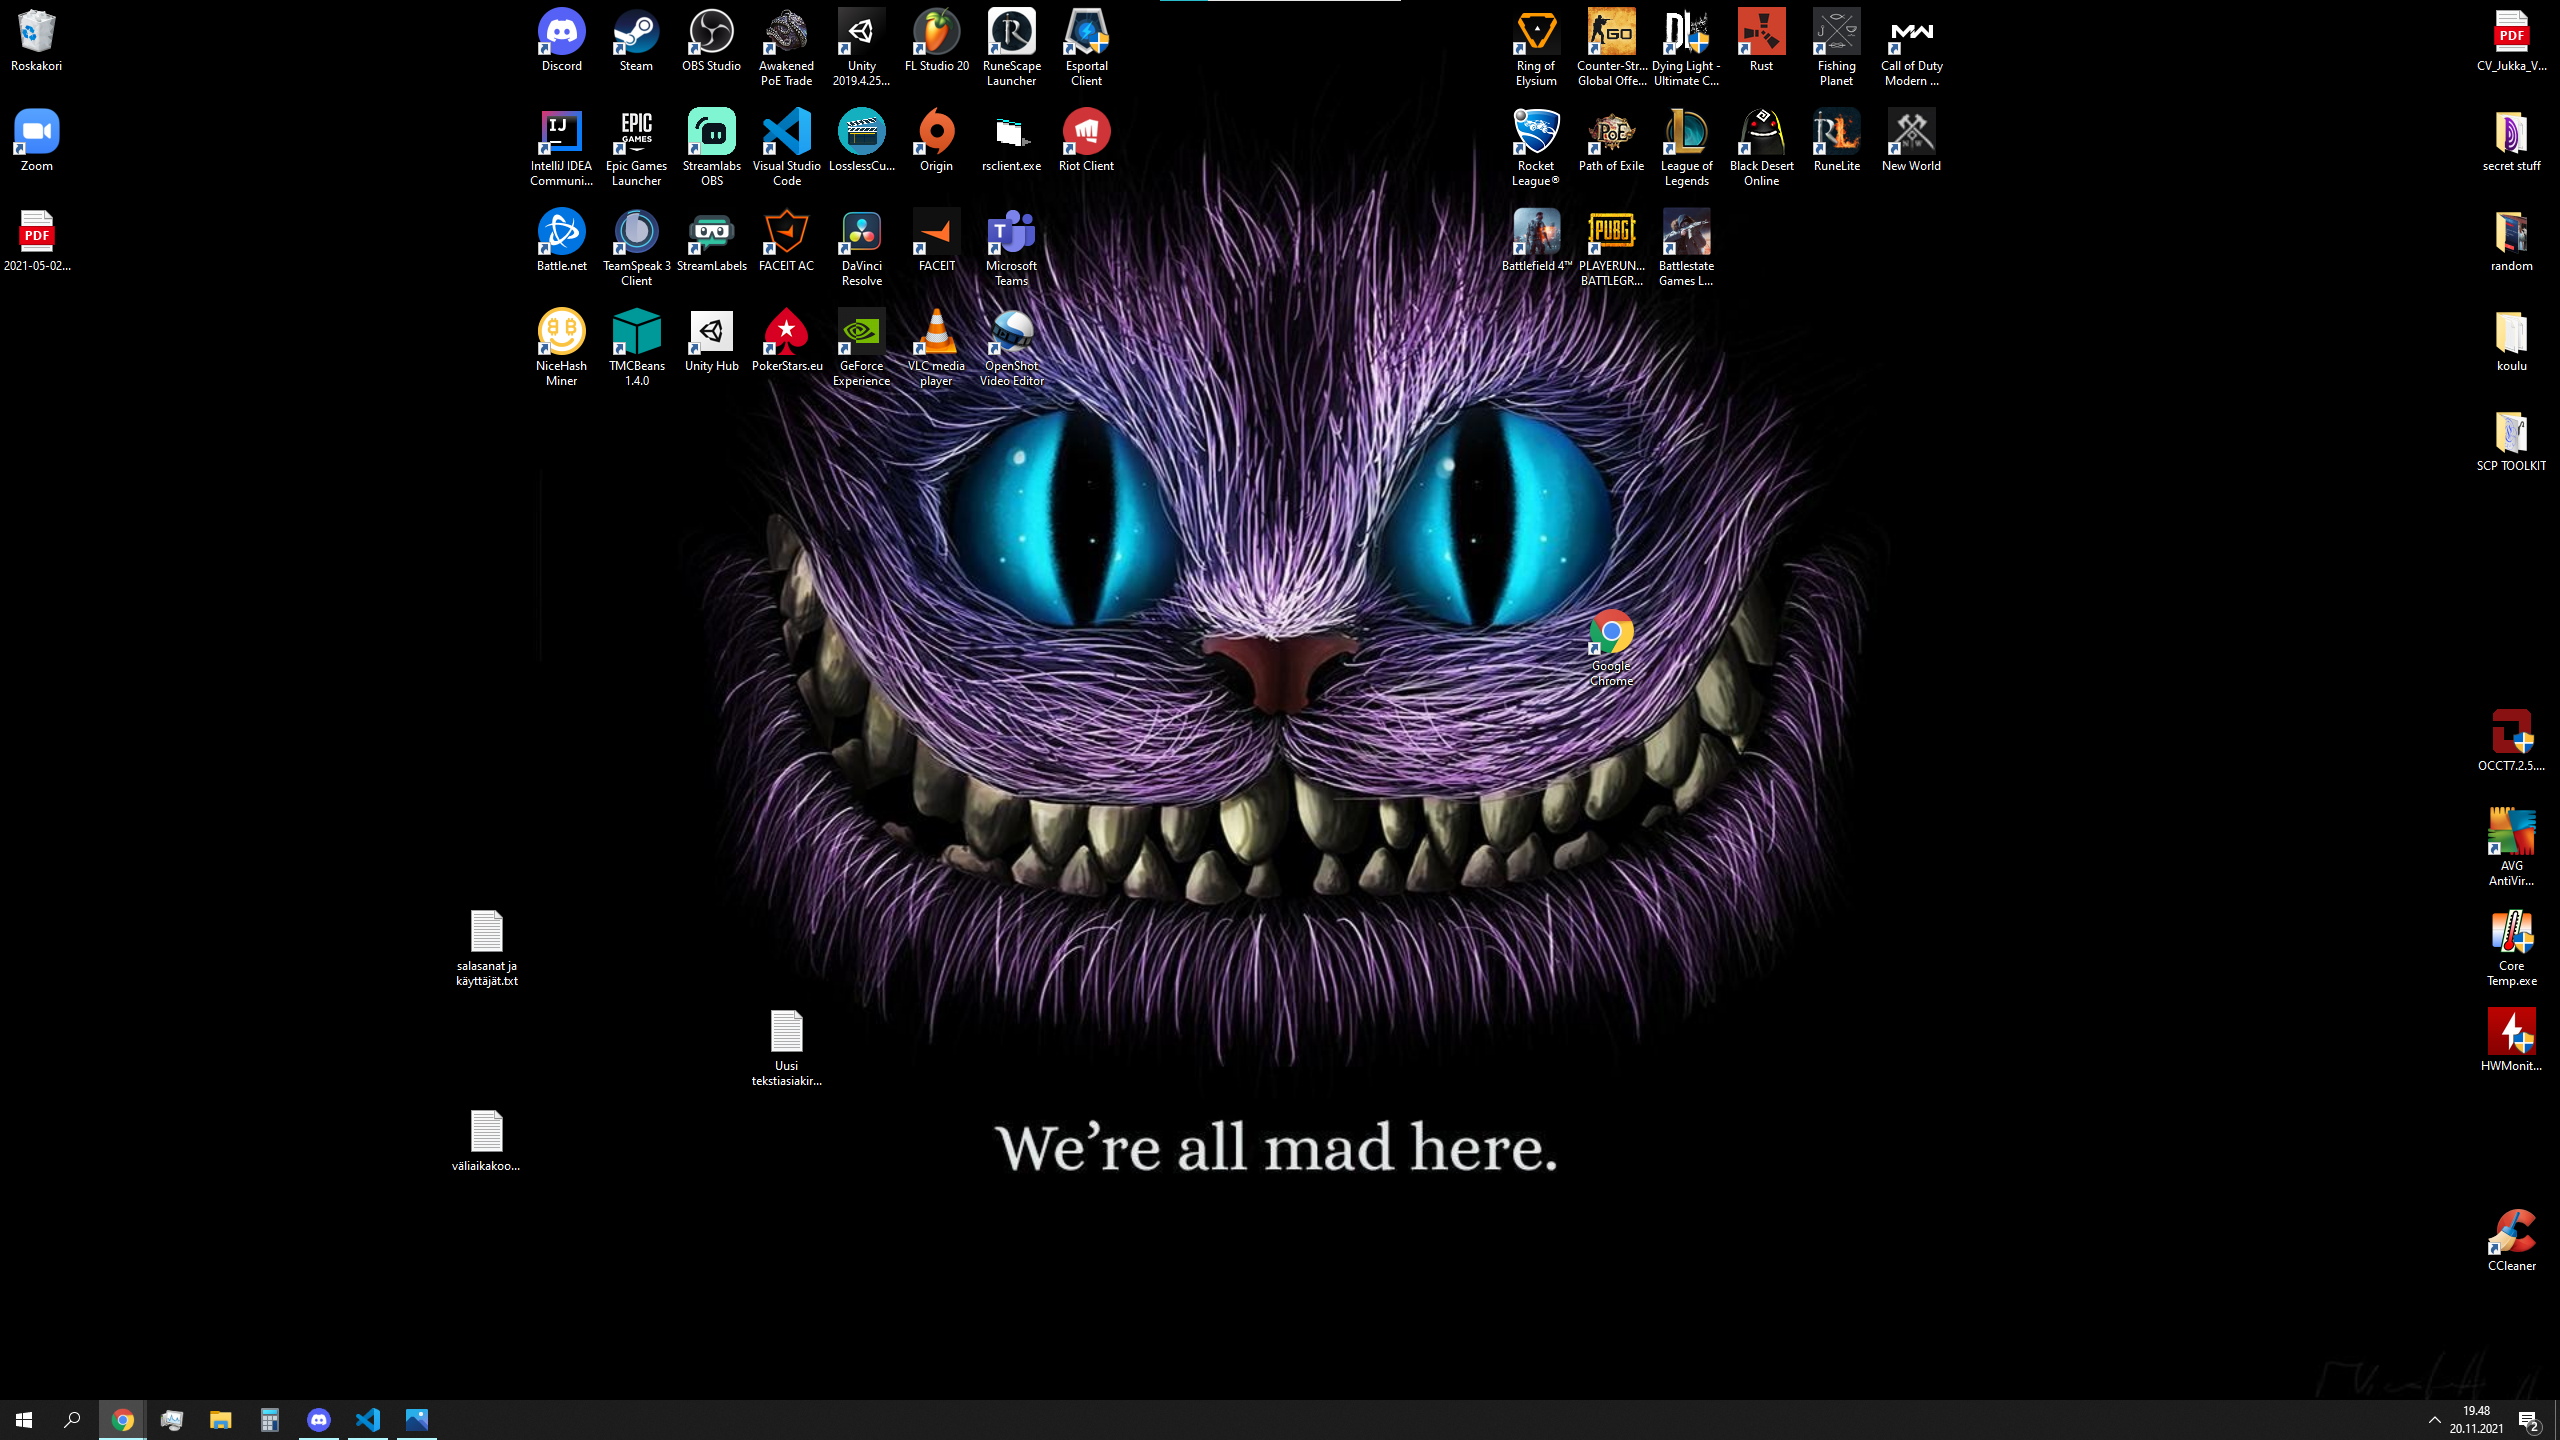 Roskakori
Zoom
PDF
2021-05-02...
Discord
Steam
OBS Studio
Awakened
PoE Trade
Unity
2019.4.25...
FL Studio 20
RuneScape
Launcher
Esportal
Client
IntelliJ IDEA
Communi...
EPIC
GAMES
Epic Games
Launcher
Streamlabs
OBS
Visual Studio
Code
LosslessCu...
Origin
rsclient.exe
Riot Client
Battle.net
TeamSpeak 3
Client
StreamLabels
FACEIT AC
DaVinci
Resolve
FACEIT
Microsoft
Teams
NiceHash
Miner
TMCBeans
1.4.0
Unity Hub
PokerStars.eu
GeForce
Experience
VLC media
player
OpenShot
Video Editor
Ring of
Elysium
GO
Counter-Str...
Global Offe...
Dying Light -
Ultimate C...
Rust
Fishing
Planet
Call of Duty
Modern ...
Rocket
League®
Path of Exile
League of
Legends
Black Desert
Online
RuneLite
New World
Battlefield 4™
PUBG
PLAYERUN...
BATTLEGR...
Battlestate
Games L...
Google
Chrome
PDF
CV_Jukka_V...
secret stuff
random
koulu
SCP TOOLKIT
OCCT7.2.5....
AVG
AntiVir...
Core
Temp.exe
HWMonit...
CCleaner
salasanat ja
käyttäjät.txt
Uusi
tekstiasiakir...
väliaikakoo...
We're all mad here.
19.48
20.11.2021
2